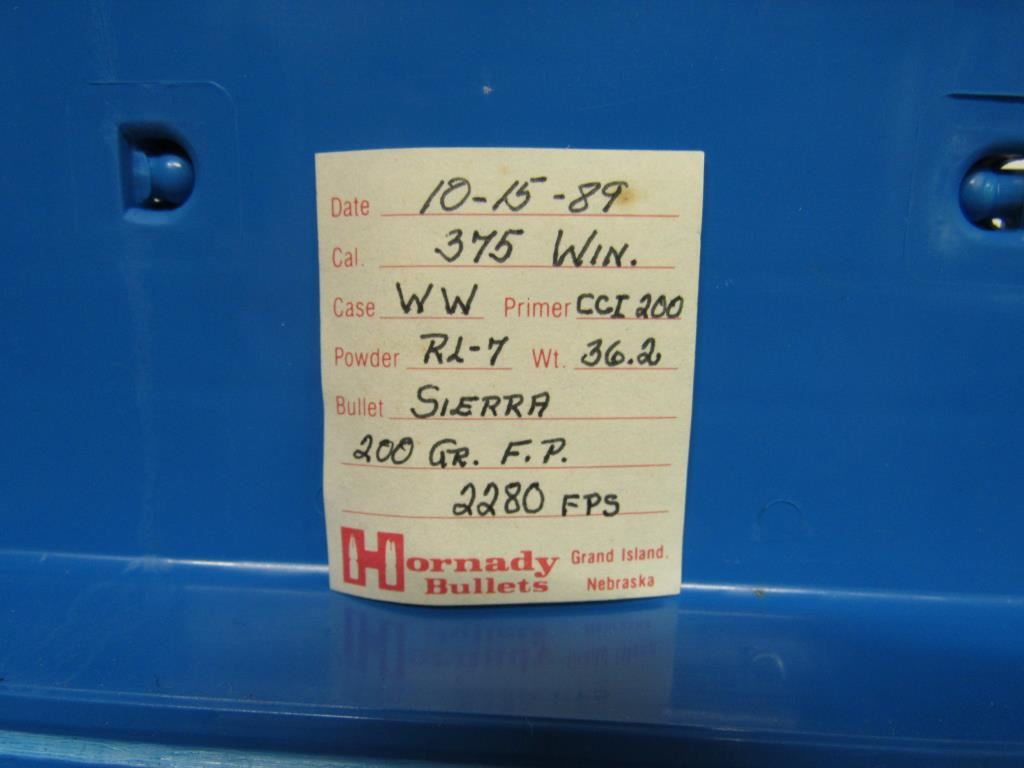 Date 10-15-89
Cal. .375 WIN.
Case WW Primer CCI 200
Powder RL-7 Wt. 36.2
Bullet SIERRA
200 GR. F.P.
2280 FPS
Hornady Bullets Grand Island. Nebraska